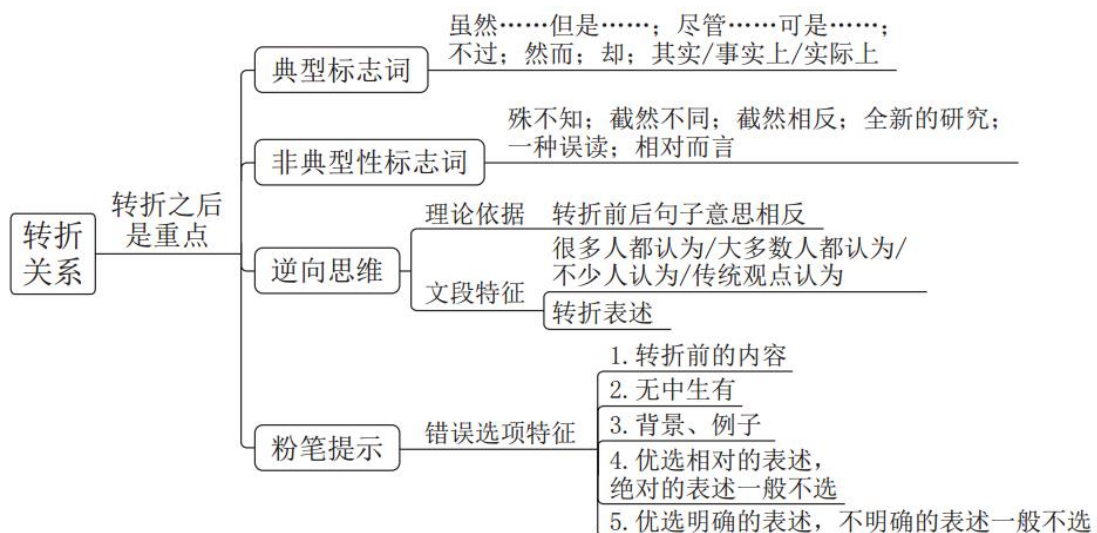 转折
关系
转折之后
是重点
典型标志词
虽然……但是……；尽管……可是……；
不过；然而；却；其实/事实上/实际上
非典型性标志词
殊不知；截然不同；截然相反；全新的研究；
一种误读；相对而言
逆向思维
理论依据
转折前后句子意思相反
文段特征
很多人都认为/大多数人都认为/
不少人认为/传统观点认为
转折表述
粉笔提示
错误选项特征
1.转折前的内容
2.无中生有
3.背景、例子
4.优选相对的表述，
绝对的表述一般不选
5.优选明确的表述，不明确的表述一般不选